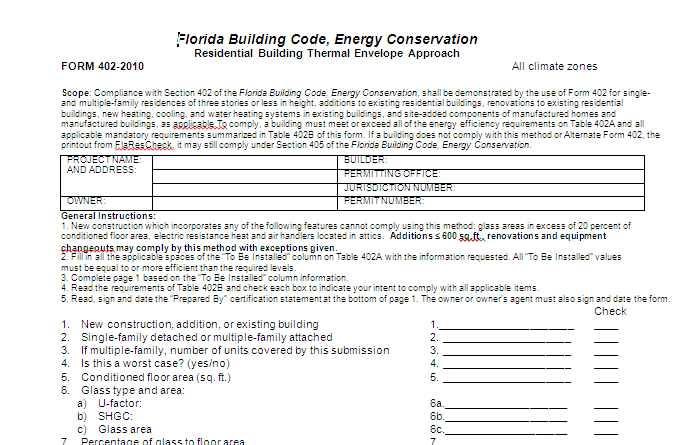 Florida Building Code, Energy Conservation
Residential Building Thermal Envelope Approach
FORM 402-2010 All climate zones
Scope: Compliance with Section 402 of the Florida Building Code, Energy Conservation, shall be demonstrated by the use of Form 402 for single-
and multiple-family residences of three stories or less in height, additions to existing residential buildings, renovations to existing residential
buildings, new heating, cooling, and water heating systems in existing buildings, and site-added components of manufactured homes and
manufactured buildings, as applicable.To comply, a building must meet or exceed all of the energy efficiency requirements on Table 402A and all
applicable mandatory requirements summarized in Table 402B of this form. If a building does not comply with this method or Alternate Form 402, the
printout from FlaResCheck, it may still comply under Section 405 of the Florida Building Code, Energy Conservation.
PROJECT NAME: BUILDER:
AND ADDRESS: PERMITTING OFFICE:
JURISDICTION NUMBER:
OWNER: PERMIT NUMBER:
General Instructions:
1. New construction which incorporates any of the following features cannot comply using this method: glass areas in excess of 20 percent of
conditioned floor area, electric resistance heat and air handlers located in attics. Additions ≤ 600 sq.ft., renovations and equipment
changeouts may comply by this method with exceptions given.
2. Fill in all the applicable spaces of the "To Be Installed" column on Table 402A with the information requested. All "To Be Installed" values
must be equal to or more efficient than the required levels.
3. Complete page 1 based on the "To Be Installed" column information.
4. Read the requirements of Table 402B and check each box to indicate your intent to comply with all applicable items.
5. Read, sign and date the "Prepared By" certification statement at the bottom of page 1. The owner or owner's agent must also sign and date the form.
Check
1. New construction, addition, or existing building 1.
2. Single-family detached or multiple-family attached 2.
3. If multiple-family, number of units covered by this submission 3.
4. Is this a worst case? (yes/no) 4.
5. Conditioned floor area (sq. ft.) 5.
6. Glass type and area:
a) U-factor: 6a.
b) SHGC: 6b.
c) Glass area 6c.
7. Percentage of glass to floor area 7.